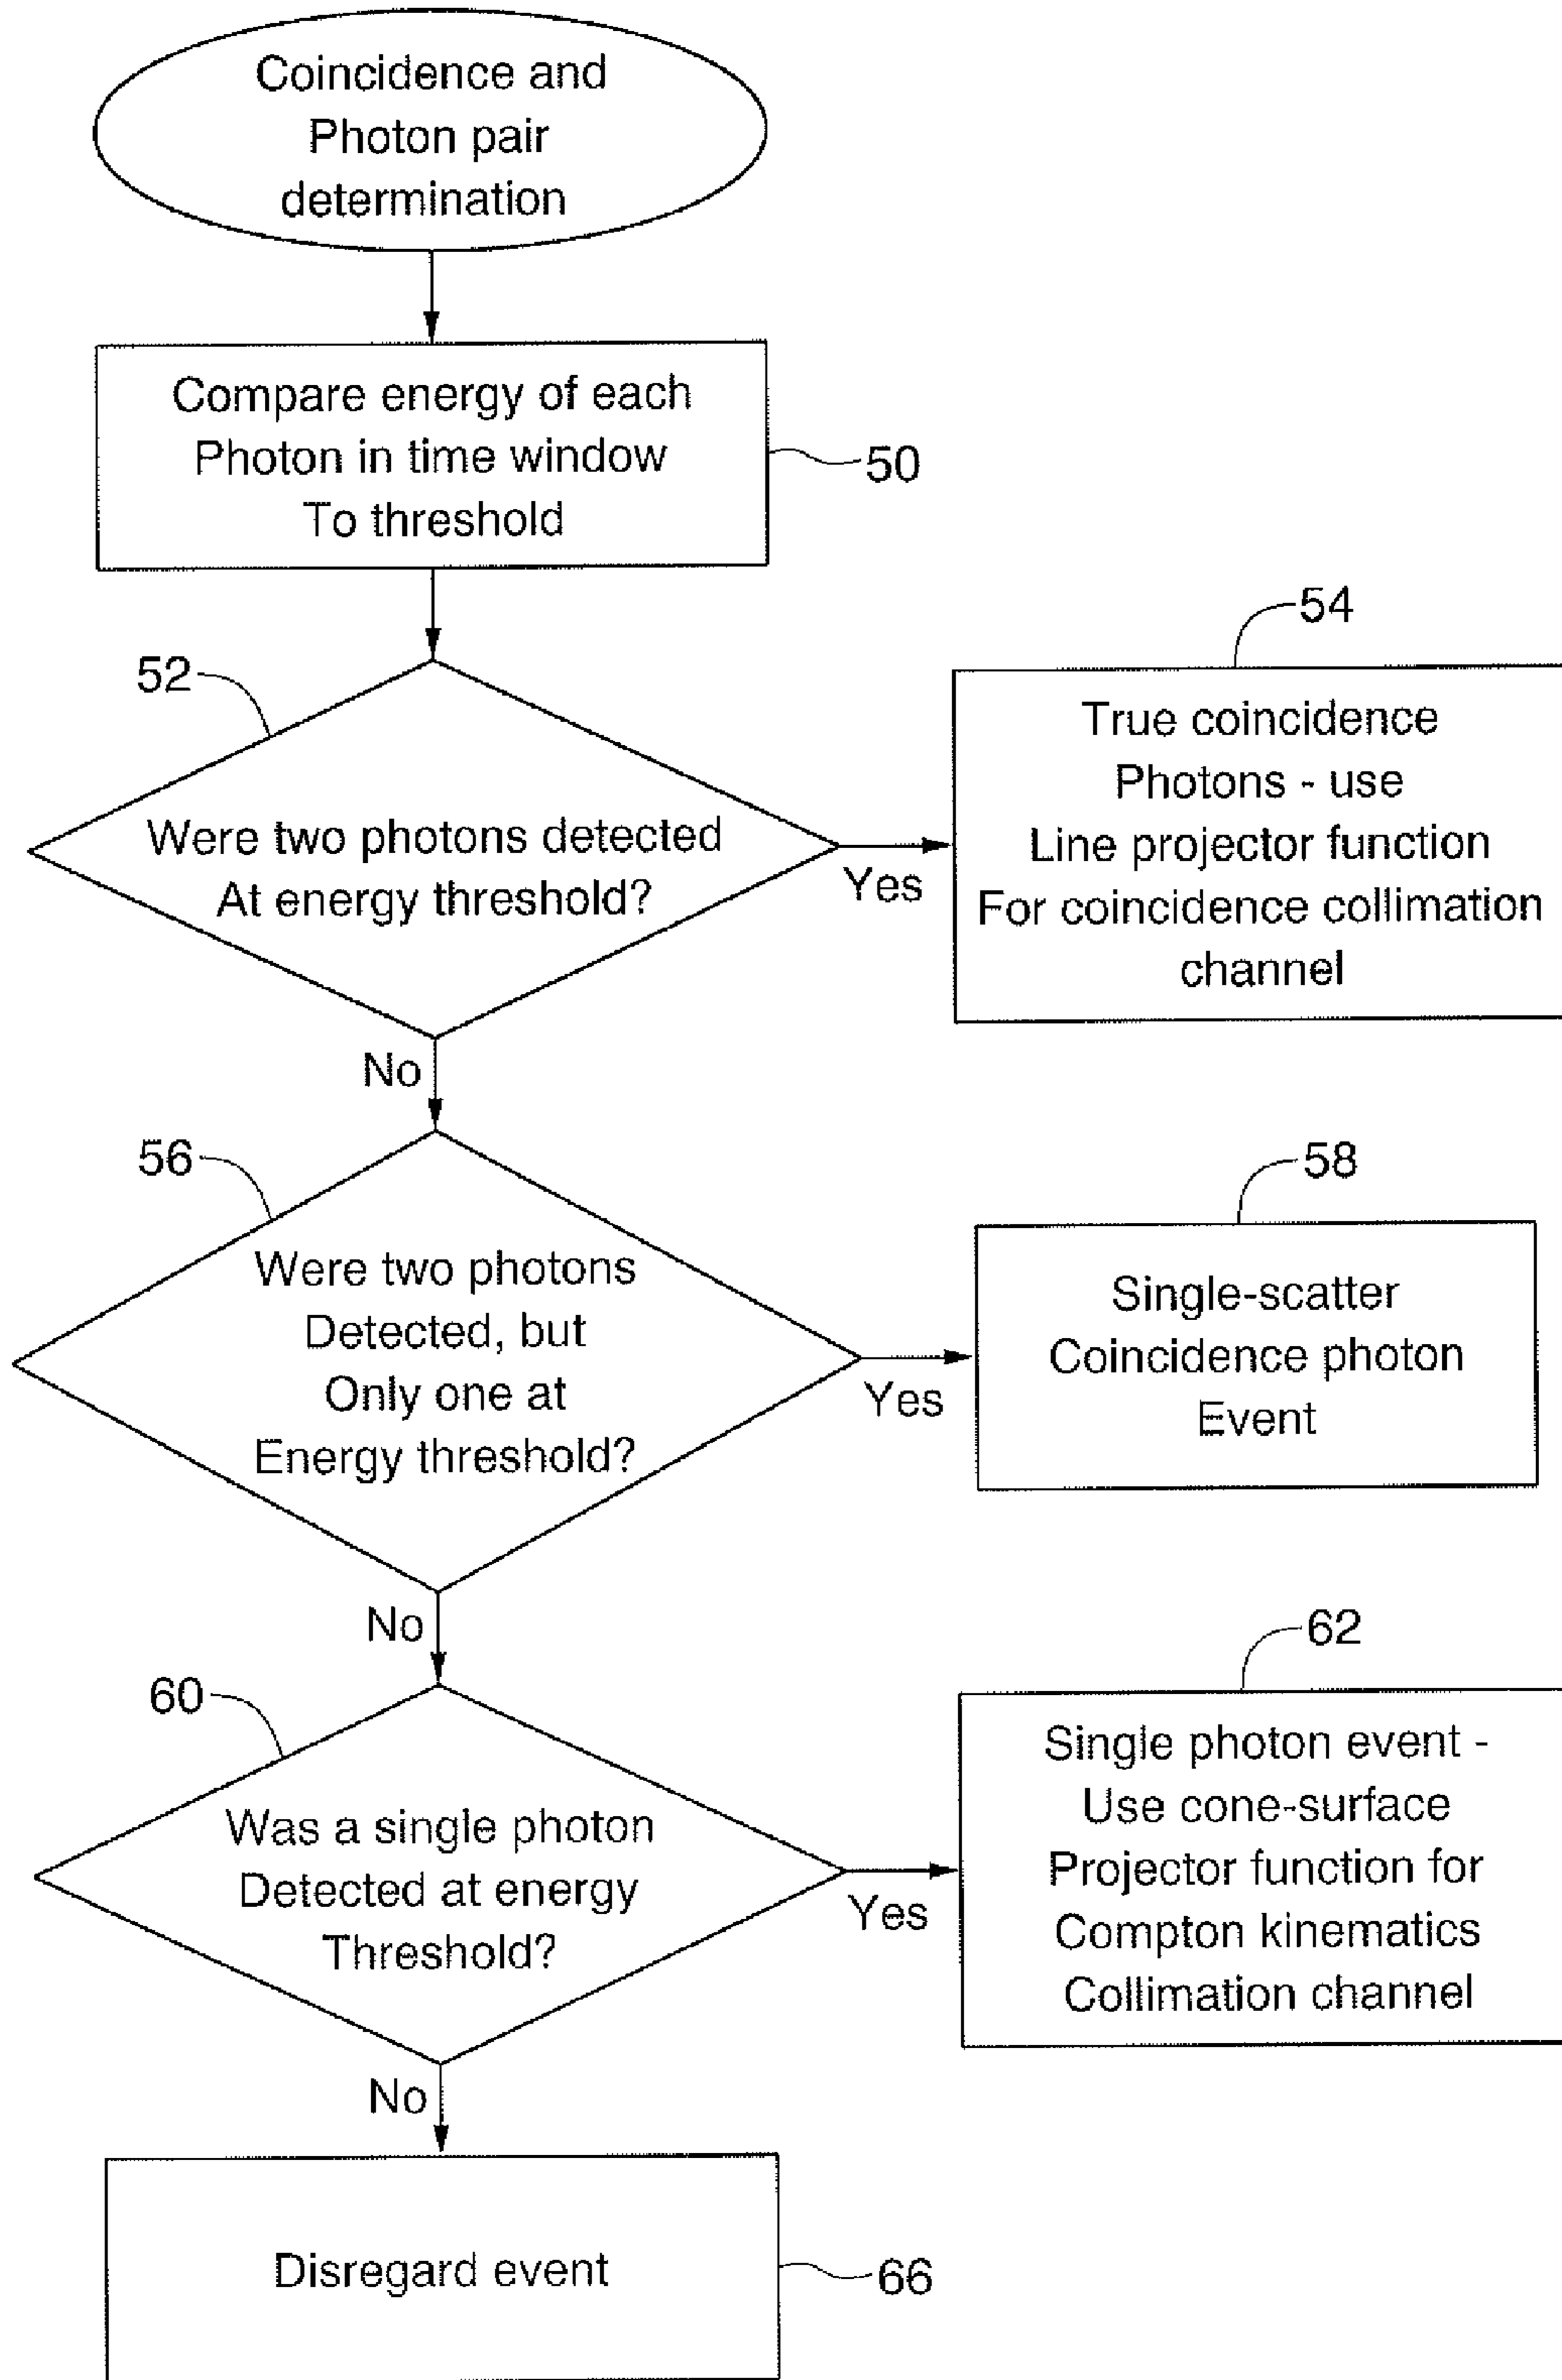 Coincidence and
Photon pair
determination
Compare energy of each
Photon in time window
To threshold
50
52
Were two photons detected
At energy threshold?
Yes
54
True coincidence
Photons - use
Line projector function
For coincidence collimation
channel
No
56
Were two photons
Detected, but
Only one at
Energy threshold?
Yes
58
Single-scatter
Coincidence photon
Event
No
60
Was a single photon
Detected at energy
Threshold?
Yes
62
Single photon event -
Use cone-surface
Projector function for
Compton kinematics
Collimation channel
No
Disregard event
66